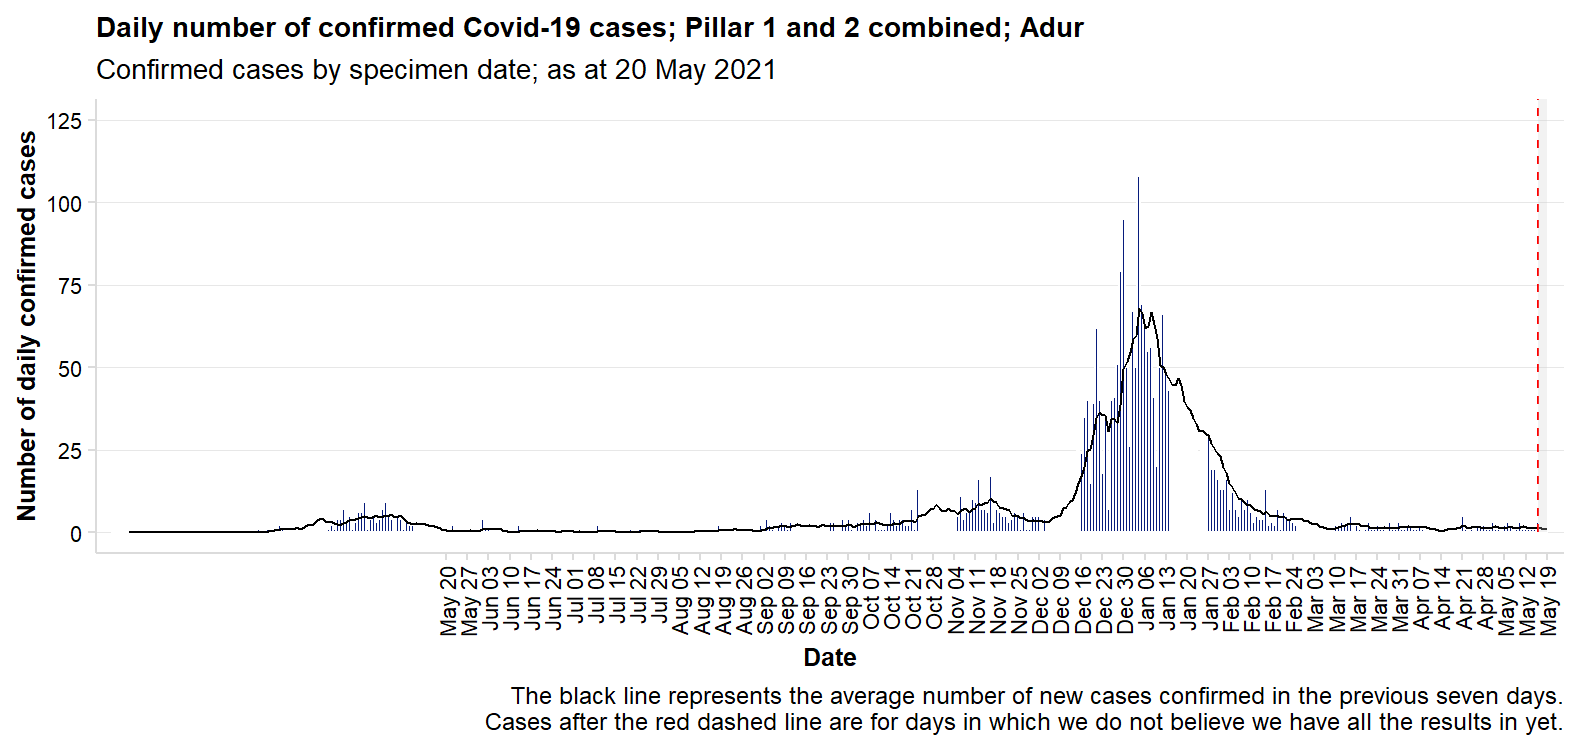 Daily number of confirmed Covid-19 cases; Pillar 1 and 2 combined; Adur
Confirmed cases by specimen date; as at 20 May 2021
Number of daily confirmed cases
125
100
75
50
25
0
May 20
May 27
Jun 03
Jun 10
Jun 17
Jun 24
Jul 01
Jul 08
Jul 15
Jul 22
Jul 29
Aug 05
Aug 12
Aug 19
Aug 26
Sep 02
Sep 09
Sep 16
Sep 23
Sep 30
Oct 07
Oct 14
Oct 21
Oct 28
Nov 04
Nov 11
Nov 18
Nov 25
Dec 02
Dec 09
Dec 16
Dec 23
Dec 30
Jan 06
Jan 13
Jan 20
Jan 27
Feb 03
Feb 10
Feb 17
Feb 24
Mar 03
Mar 10
Mar 17
Mar 24
Mar 31
Apr 07
Apr 14
Apr 21
Apr 28
May 05
May 12
May 19
Date
The black line represents the average number of new cases confirmed in the previous seven days.
Cases after the red dashed line are for days in which we do not believe we have all the results in yet.